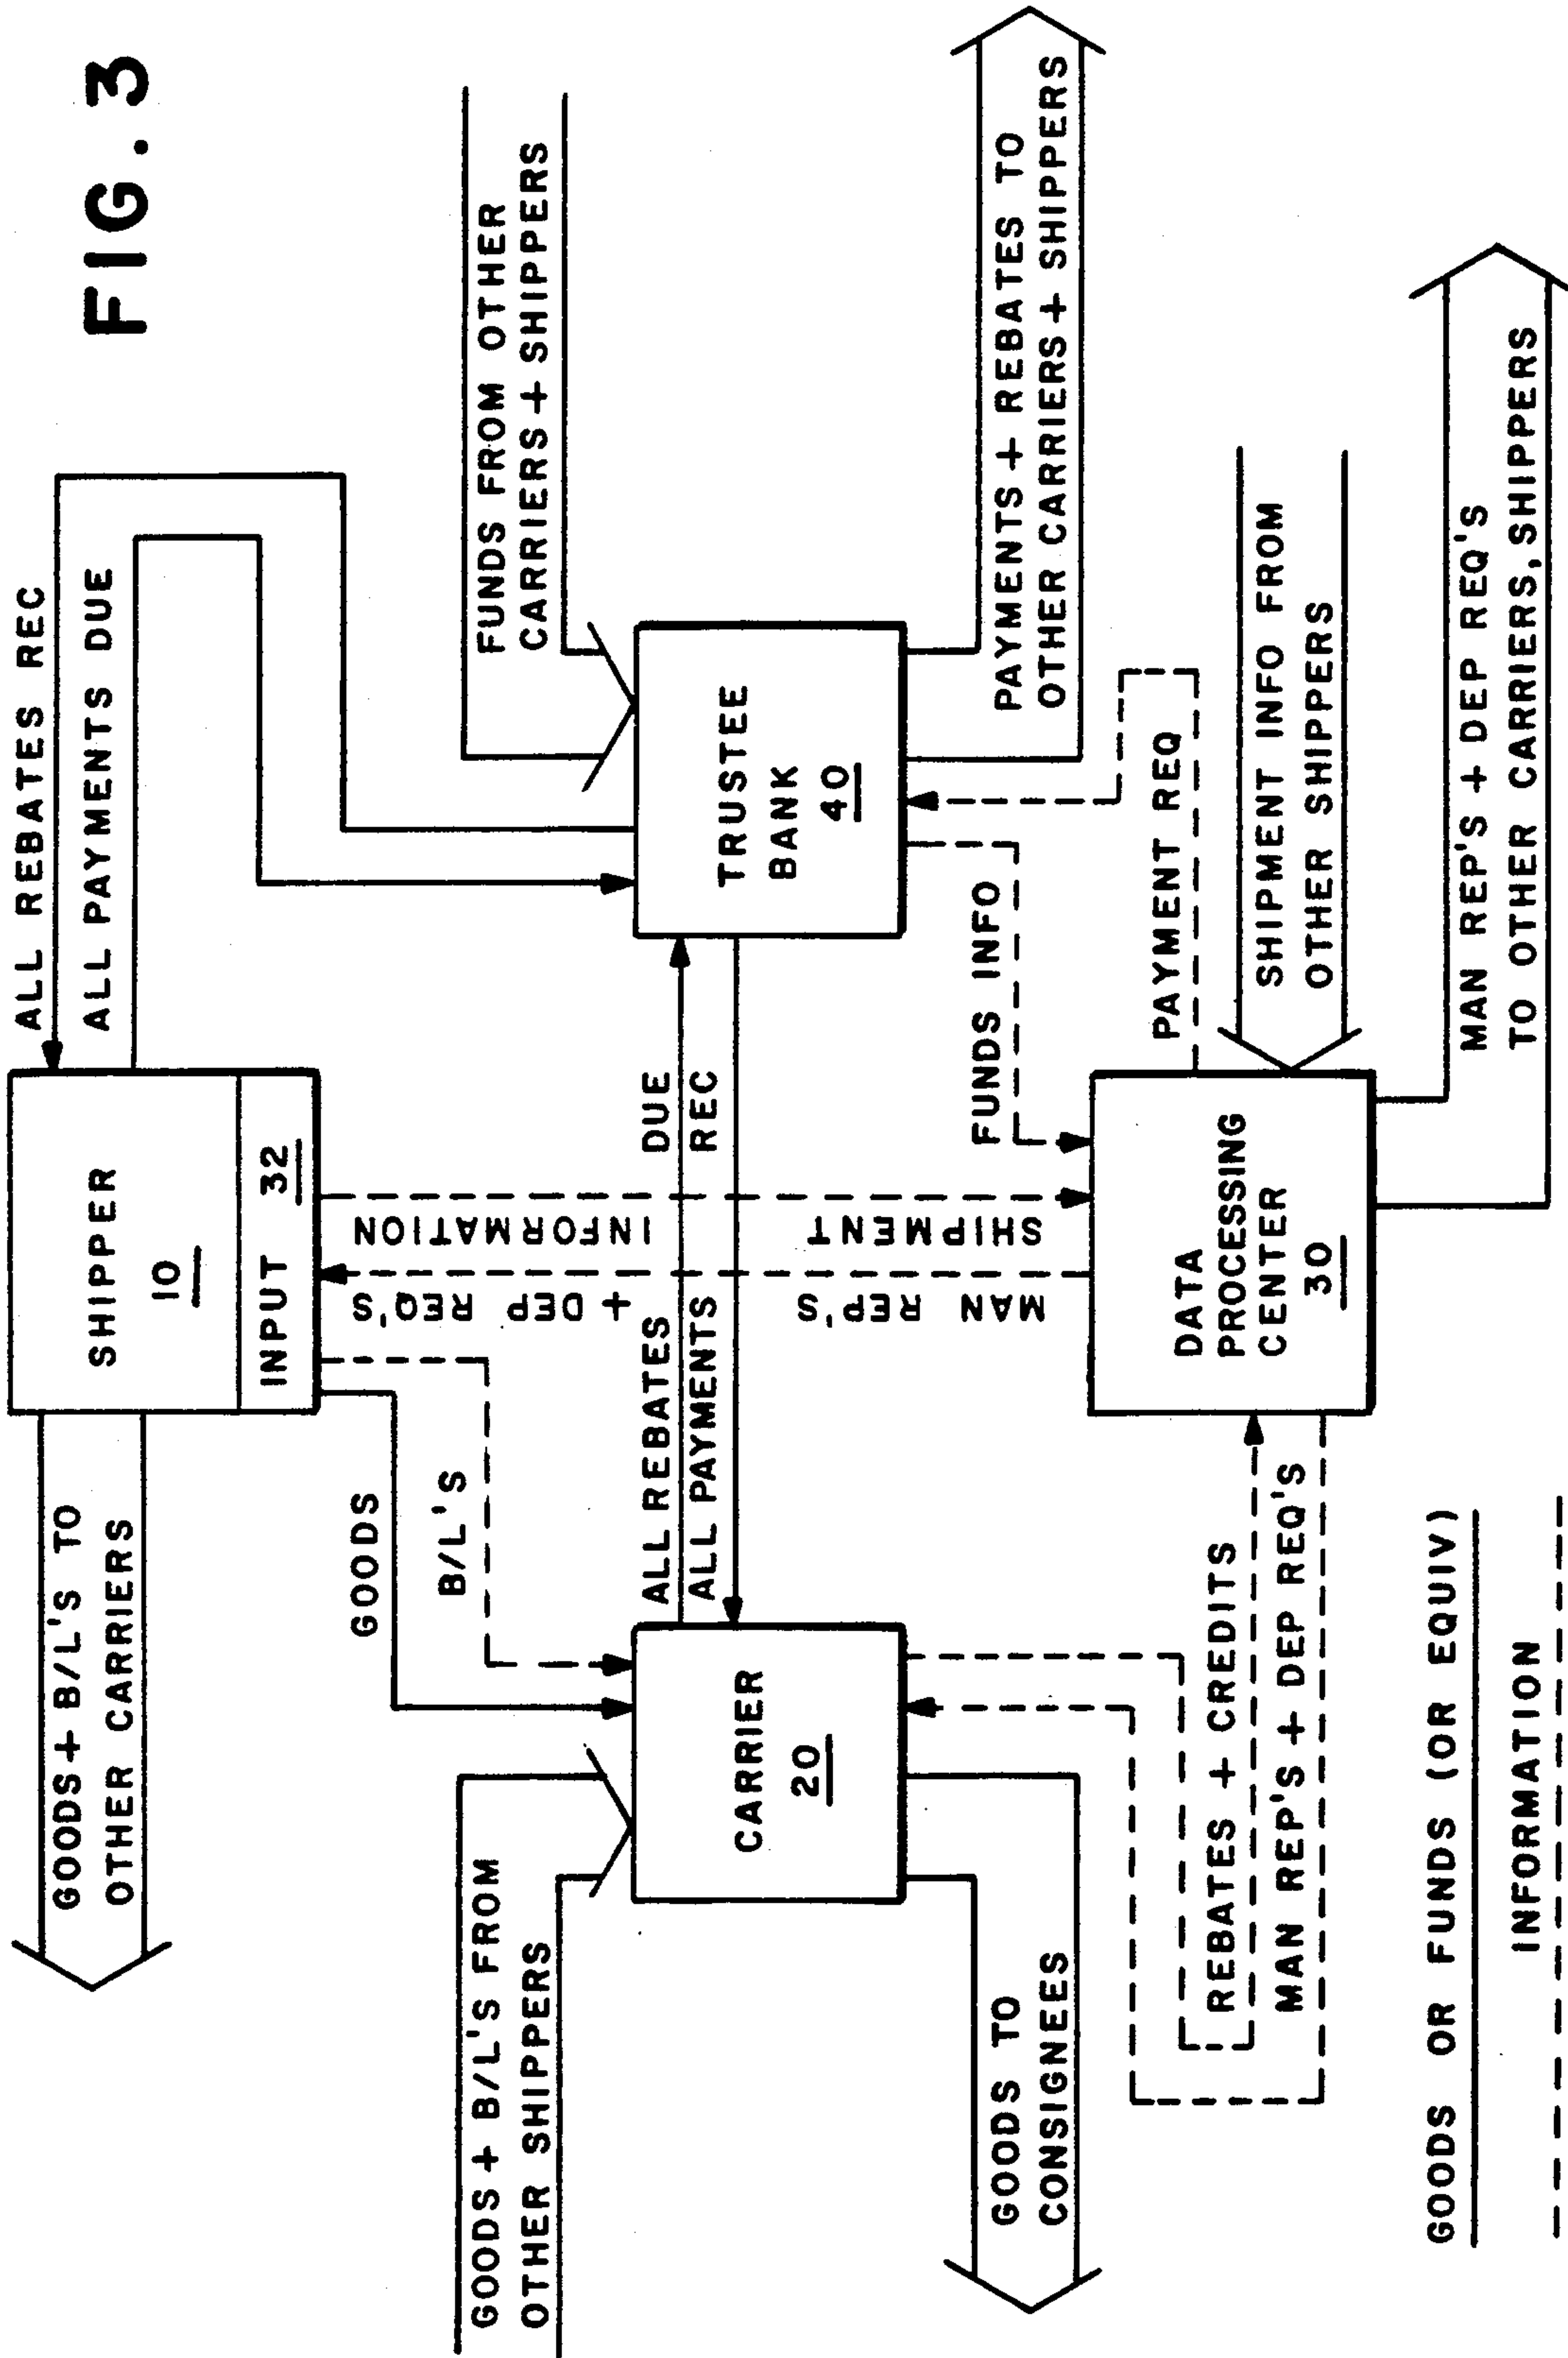 FIG. 3
GOODS + B/L'S TO
OTHER CARRIERS
SHIPPER
10
INPUT 32
ALL REBATES REC
ALL PAYMENTS DUE
GOODS
B/L'S
GOODS + B/L'S FROM
OTHER SHIPPERS
FUNDS FROM OTHER
CARRIERS + SHIPPERS
MAN REP'S + DEP REQ'S
SHIPMENT INFORMATION
ALL REBATES DUE
ALL PAYMENTS REC
CARRIER
20
TRUSTEE
BANK
40
GOODS TO
CONSIGNEES
PAYMENTS + REBATES TO
OTHER CARRIERS + SHIPPERS
FUNDS INFO
PAYMENT REQ
DATA
PROCESSING
CENTER
30
REBATES + CREDITS
MAN REP'S + DEP REQ'S
SHIPMENT INFO FROM
OTHER SHIPPERS
MAN REP'S + DEP REQ'S
TO OTHER CARRIERS, SHIPPERS
GOODS OR FUNDS (OR EQUIV)
INFORMATION